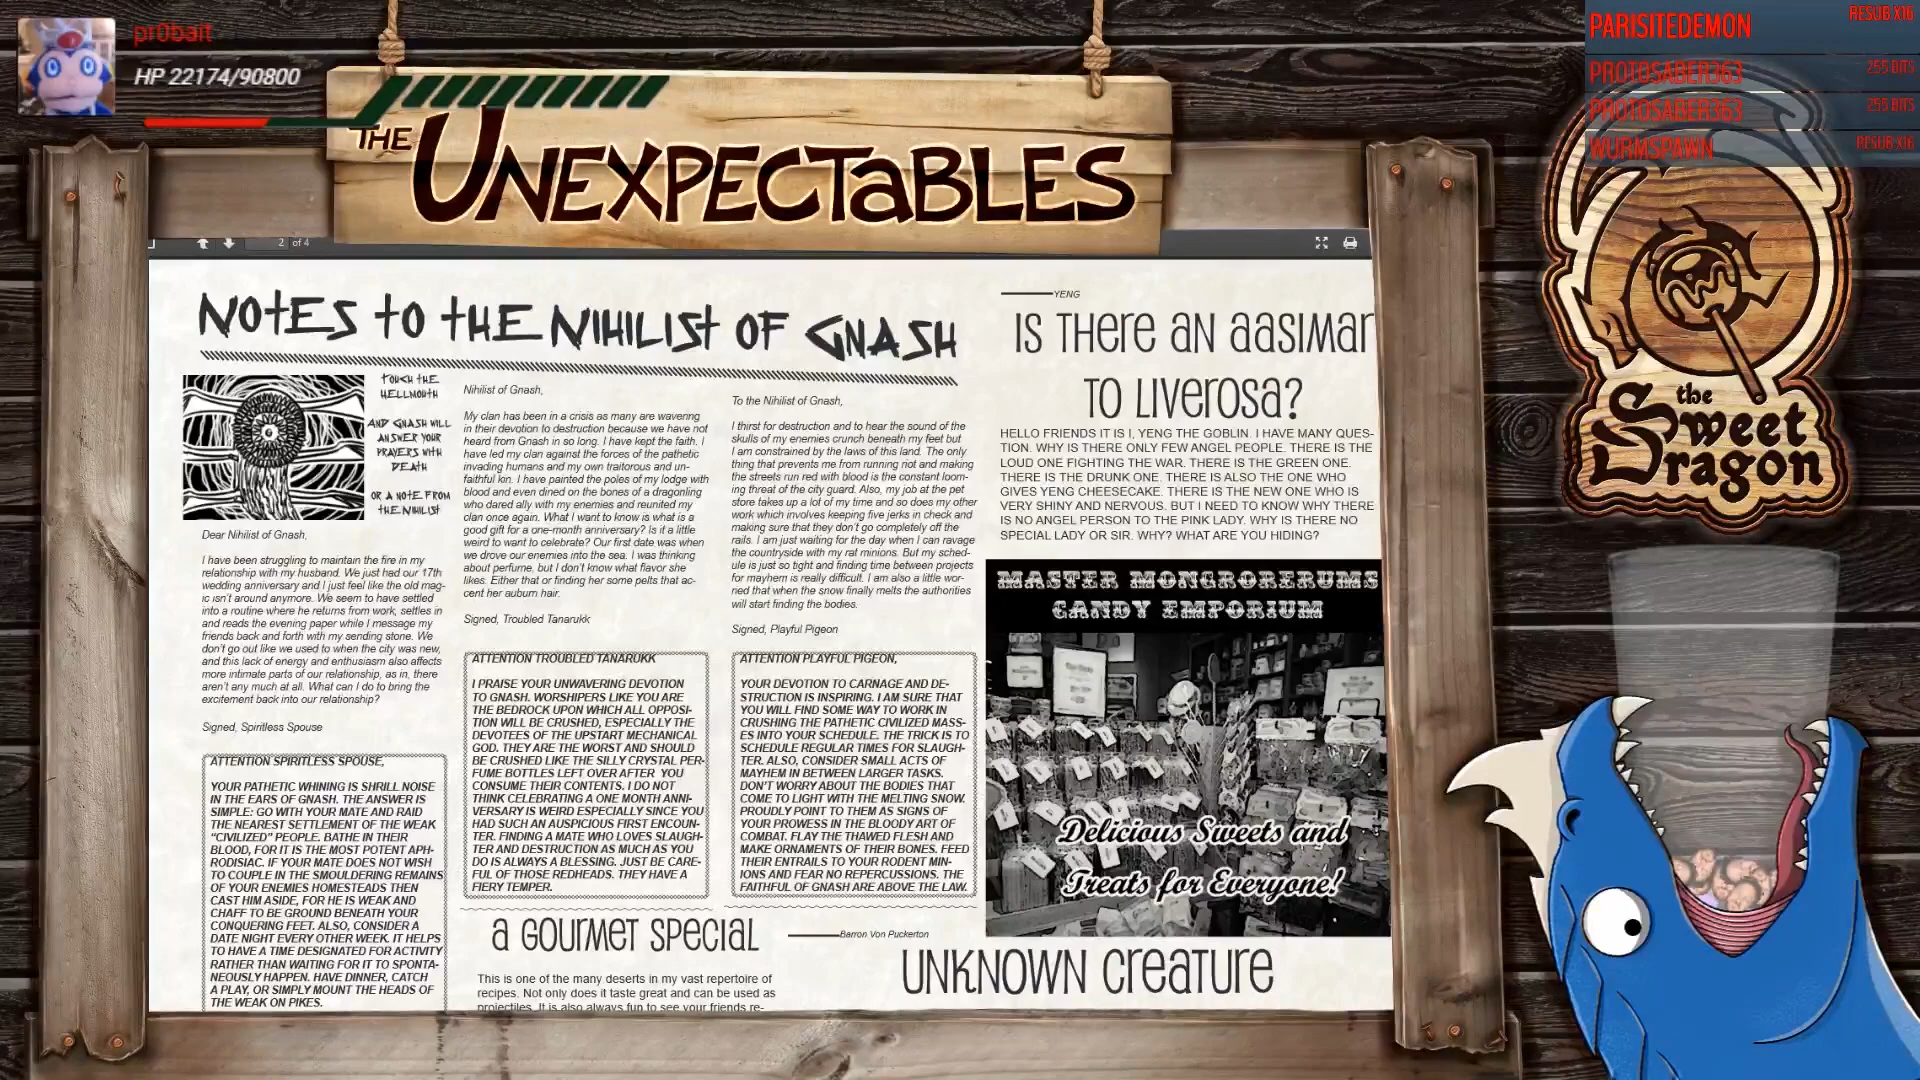 pr0bait
HP 22174/90800
THE UNEXPECTABLES
PARISITEDEMON
RESUB X16
PROTOSABER363
255 BITS
PROTOSABER363
255 BITS
WURMSPAWN
RESUB X16
the
Sweet
Dragon
2 of 4
NOTES TO THE NIHILIST OF GNASH
TOUCH THE
HELLMOUTH
AND GNASH WILL
ANSWER YOUR
PRAYERS WITH
DEATH
OR A NOTE FROM
THE NIHILIST
Dear Nihilist of Gnash,
I have been struggling to maintain the fire in my
relationship with my husband. We just had our 17th
wedding anniversary and I just feel like the old mag-
ic isn't around anymore. We seem to have settled
into a routine where he returns from work, settles in
and reads the evening paper while I message my
friends back and forth with my sending stone. We
don't go out like we used to when the city was new,
and this lack of energy and enthusiasm also affects
more intimate parts of our relationship, as in, there
aren't any much at all. What can I do to bring the
excitement back into our relationship?
Signed, Spiritless Spouse
ATTENTION SPIRITLESS SPOUSE,
YOUR PATHETIC WHINING IS SHRILL NOISE
IN THE EARS OF GNASH. THE ANSWER IS
SIMPLE: GO WITH YOUR MATE AND RAID
THE NEAREST SETTLEMENT OF THE WEAK
"CIVILIZED" PEOPLE. BATHE IN THEIR
BLOOD, FOR IT IS THE MOST POTENT APH-
RODISIAC. IF YOUR MATE DOES NOT WISH
TO COUPLE IN THE SMOULDERING REMAINS
OF YOUR ENEMIES HOMESTEADS THEN
CAST HIM ASIDE, FOR HE IS WEAK AND
CHAFF TO BE GROUND BENEATH YOUR
CONQUERING FEET. ALSO, CONSIDER A
DATE NIGHT EVERY OTHER WEEK. IT HELPS
TO HAVE A TIME DESIGNATED FOR ACTIVITY
RATHER THAN WAITING FOR IT TO SPONTA-
NEOUSLY HAPPEN. HAVE DINNER, CATCH
A PLAY, OR SIMPLY MOUNT THE HEADS OF
THE WEAK ON PIKES.
Nihilist of Gnash,
My clan has been in a crisis as many are wavering
in their devotion to destruction because we have not
heard from Gnash in so long. I have kept the faith. I
have led my clan against the forces of the pathetic
invading humans and my own traitorous and un-
faithful kin. I have painted the poles of my lodge with
blood and even dined on the bones of a dragonling
who dared ally with my enemies and reunited my
clan once again. What I want to know is what is a
good gift for a one-month anniversary? Is it a little
weird to want to celebrate? Our first date was when
we drove our enemies into the sea. I was thinking
about perfume, but I don't know what flavor she
likes. Either that or finding her some pelts that ac-
cent her auburn hair.
Signed, Troubled Tanarukk
ATTENTION TROUBLED TANARUKK
I PRAISE YOUR UNWAVERING DEVOTION
TO GNASH. WORSHIPERS LIKE YOU ARE
THE BEDROCK UPON WHICH ALL OPPOSI-
TION WILL BE CRUSHED, ESPECIALLY THE
DEVOTEES OF THE UPSTART MECHANICAL
GOD. THEY ARE THE WORST AND SHOULD
BE CRUSHED LIKE THE SILLY CRYSTAL PER-
FUME BOTTLES LEFT OVER AFTER YOU
CONSUME THEIR CONTENTS. I DO NOT
THINK CELEBRATING A ONE MONTH ANNI-
VERSARY IS WEIRD ESPECIALLY SINCE YOU
HAD SUCH AN AUSPICIOUS FIRST ENCOUN-
TER. FINDING A MATE WHO LOVES SLAUGH-
TER AND DESTRUCTION AS MUCH AS YOU
DO IS ALWAYS A BLESSING. JUST BE CARE-
FUL OF THOSE REDHEADS. THEY HAVE A
FIERY TEMPER.
To the Nihilist of Gnash,
I thirst for destruction and to hear the sound of the
skulls of my enemies crunch beneath my feet but
I am constrained by the laws of this land. The only
thing that prevents me from running riot and making
the streets run red with blood is the constant loom-
ing threat of the city guard. Also, my job at the pet
store takes up a lot of my time and so does my other
work which involves keeping five jerks in check and
making sure that they don't go completely off the
rails. I am just waiting for the day when I can ravage
the countryside with my rat minions. But my sched-
ule is just so tight and finding time between projects
for mayhem is really difficult. I am also a little wor-
ried that when the snow finally melts the authorities
will start finding the bodies.
Signed, Playful Pigeon
ATTENTION PLAYFUL PIGEON,
YOUR DEVOTION TO CARNAGE AND DE-
STRUCTION IS INSPIRING. I AM SURE THAT
YOU WILL FIND SOME WAY TO WORK IN
CRUSHING THE PATHETIC CIVILIZED MASS-
ES INTO YOUR SCHEDULE. THE TRICK IS TO
SCHEDULE REGULAR TIMES FOR SLAUGH-
TER. ALSO, CONSIDER SMALL ACTS OF
MAYHEM IN BETWEEN LARGER TASKS.
DON'T WORRY ABOUT THE BODIES THAT
COME TO LIGHT WITH THE MELTING SNOW.
PROUDLY POINT TO THEM AS SIGNS OF
YOUR PROWESS IN THE BLOODY ART OF
COMBAT. FLAY THE THAWED FLESH AND
MAKE ORNAMENTS OF THEIR BONES. FEED
THEIR ENTRAILS TO YOUR RODENT MIN-
IONS AND FEAR NO REPERCUSSIONS. THE
FAITHFUL OF GNASH ARE ABOVE THE LAW.
YENG
IS THERE AN AASIMAR
TO LIVEROSA?
HELLO FRIENDS IT IS I, YENG THE GOBLIN. I HAVE MANY QUES-
TION. WHY IS THERE ONLY FEW ANGEL PEOPLE. THERE IS THE
LOUD ONE FIGHTING THE WAR. THERE IS THE GREEN ONE.
THERE IS THE DRUNK ONE. THERE IS ALSO THE ONE WHO
GIVES YENG CHEESECAKE. THERE IS THE NEW ONE WHO IS
VERY SHINY AND NERVOUS. BUT I NEED TO KNOW WHY THERE
IS NO ANGEL PERSON TO THE PINK LADY. WHY IS THERE NO
SPECIAL LADY OR SIR. WHY? WHAT ARE YOU HIDING?
MASTER MONGRORERUMS
CANDY EMPORIUM
Delicious Sweets and
Treats for Everyone!
A GOURMET SPECIAL
Barron Von Puckerton
This is one of the many deserts in my vast repertoire of
recipes. Not only does it taste great and can be used as
projectiles. It is also always fun to see your friends re-
UNKNOWN CREATURE